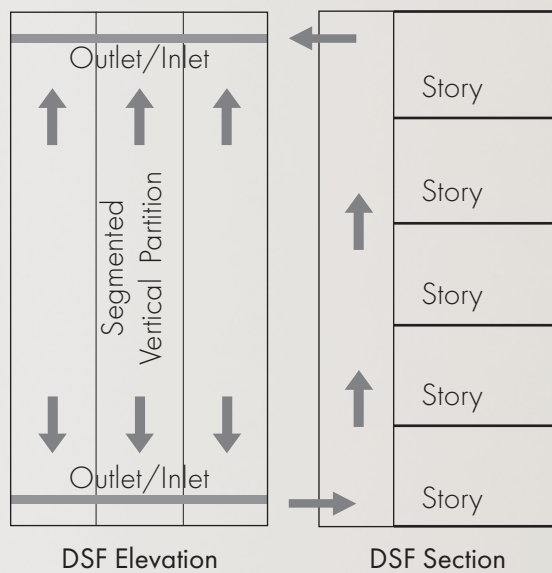 Outlet/Inlet
Segmented
Vertical Partition
Outlet/Inlet
DSF Elevation
Story
Story
Story
Story
Story
DSF Section